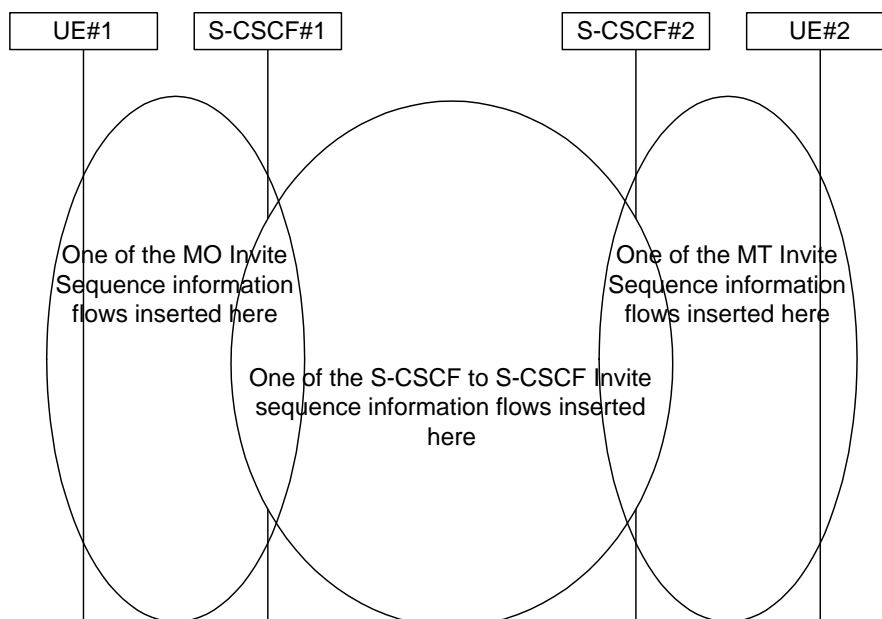 UE#1
S-CSCF#1
S-CSCF#2
UE#2
One of the MO Invite
Sequence information
flows inserted here
One of the MT Invite
Sequence information
flows inserted here
One of the S-CSCF to S-CSCF Invite
sequence information flows inserted
here